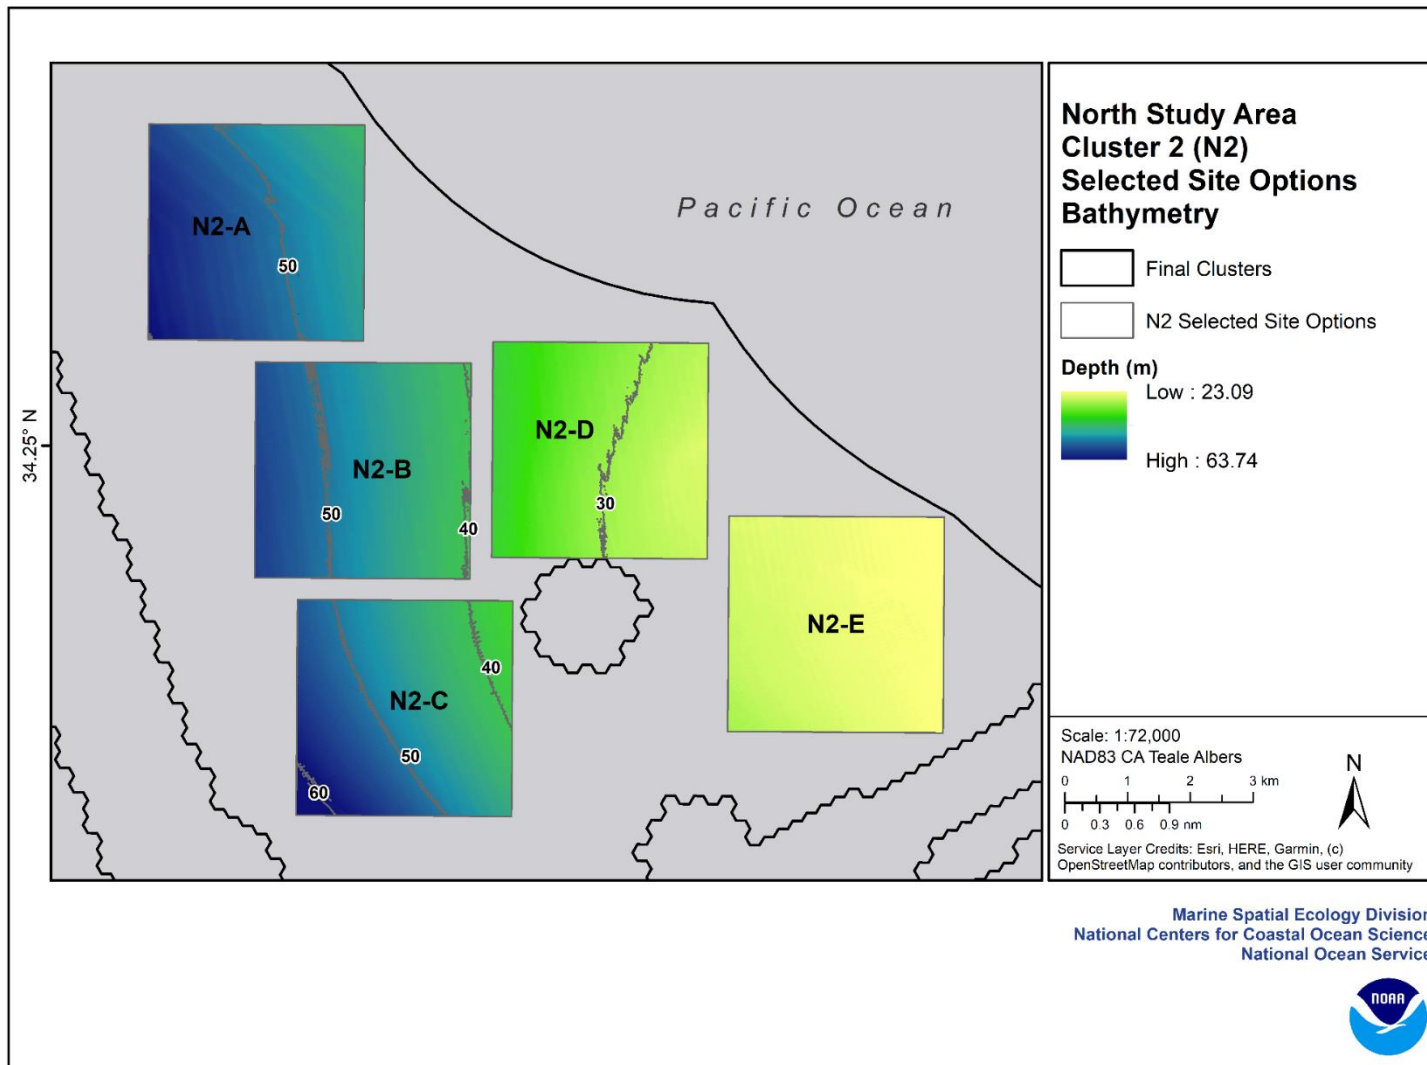 North Study Area
Cluster 2 (N2)
Selected Site Options
Bathymetry
Pacific Ocean
Final Clusters
N2 Selected Site Options
Depth (m)
Low : 23.09
High : 63.74
N2-A
50
N2-B
50
40
N2-D
30
N2-E
N2-C
40
50
60
34.25° N
Scale: 1:72,000
NAD83 CA Teale Albers
0 1 2 3 km
0 0.3 0.6 0.9 nm
N
Service Layer Credits: Esri, HERE, Garmin, (c)
OpenStreetMap contributors, and the GIS user community
Marine Spatial Ecology Division
National Centers for Coastal Ocean Science
National Ocean Service
NOAA